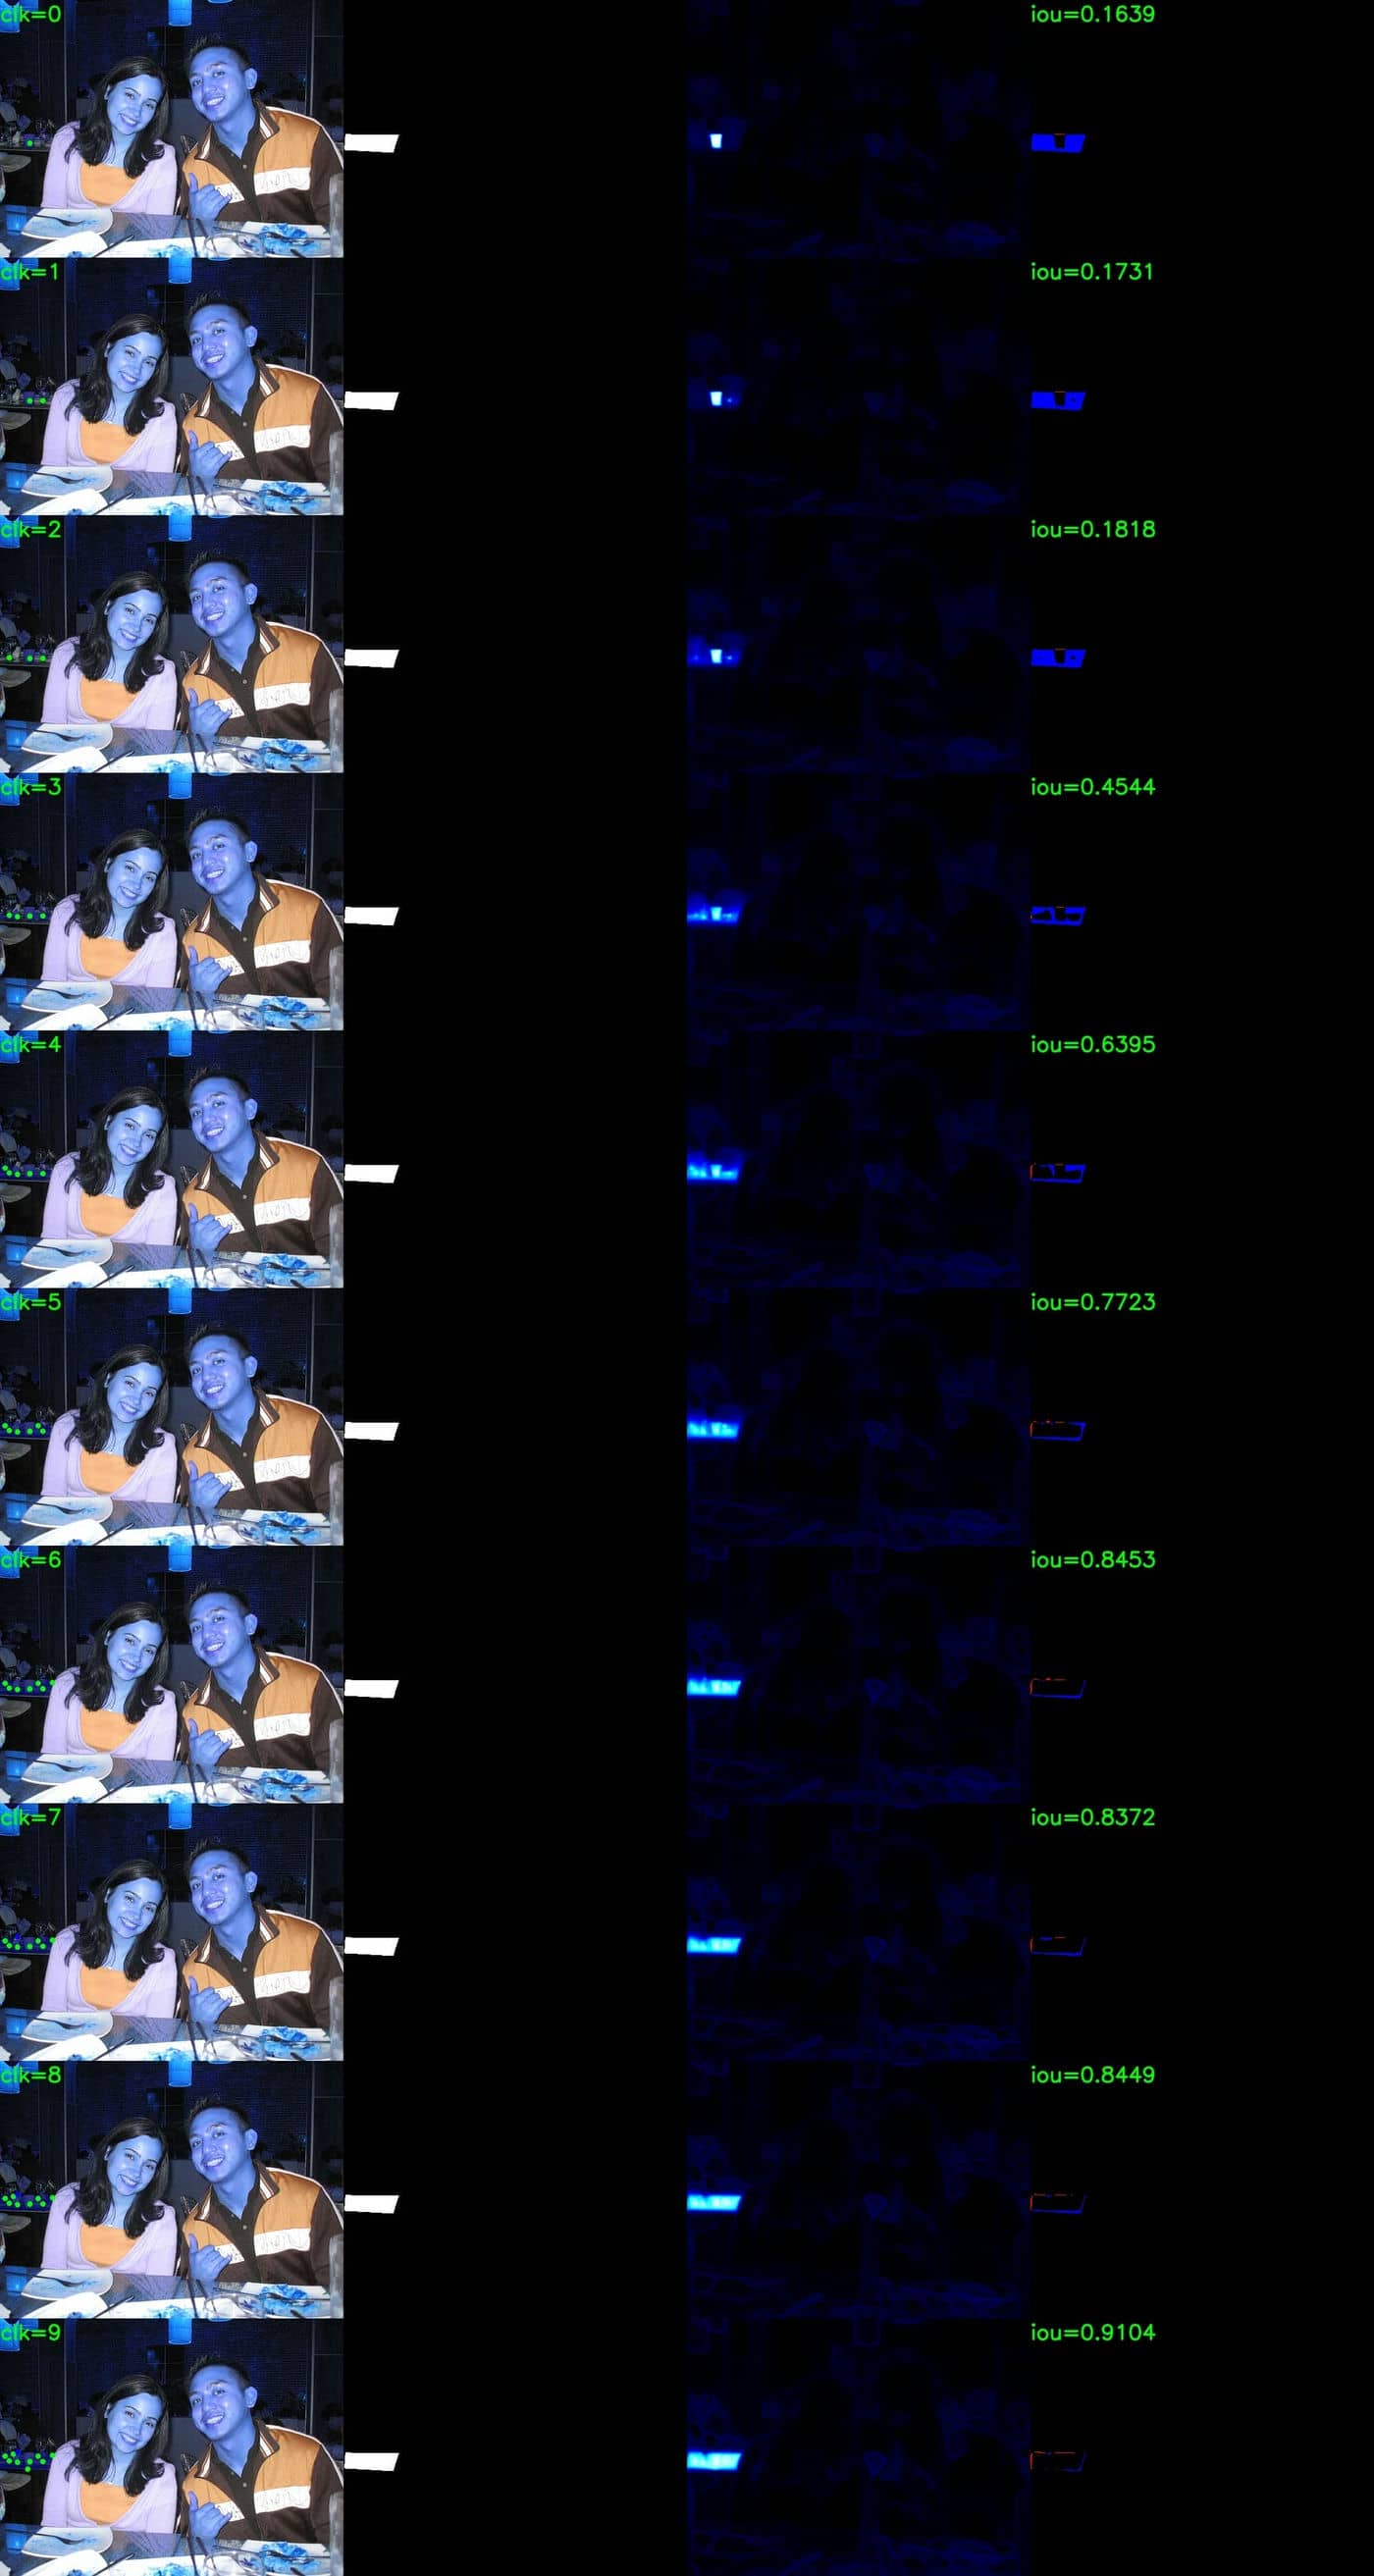 clk=0 iou=0.1639
clk=1 iou=0.1731
clk=2 iou=0.1818
clk=3 iou=0.4544
clk=4 iou=0.6395
clk=5 iou=0.7723
clk=6 iou=0.8453
clk=7 iou=0.8372
clk=8 iou=0.8449
clk=9 iou=0.9104